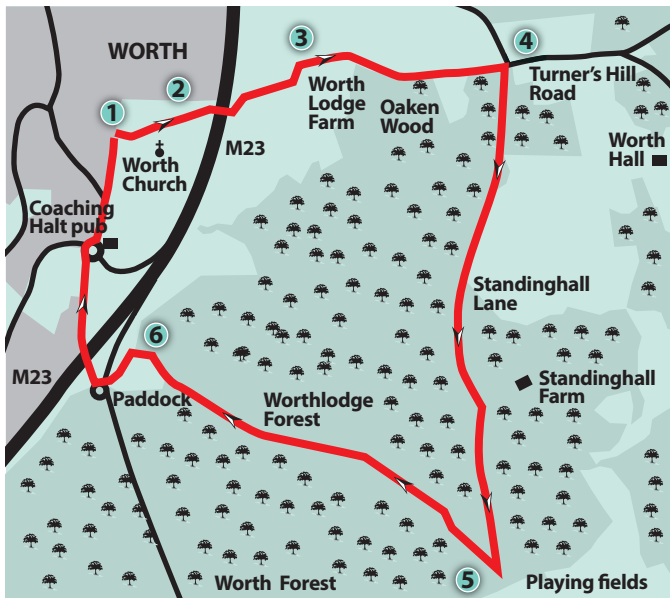 WORTH
3
4
2
1
Worth
Lodge
Farm
Oaken
Wood
Turner's Hill
Road
M23
Worth
Church
Worth
Hall
Coaching
Halt pub
Standinghall
Lane
6
M23
Paddock
Worthlodge
Forest
Standinghall
Farm
5
Worth Forest
Playing fields